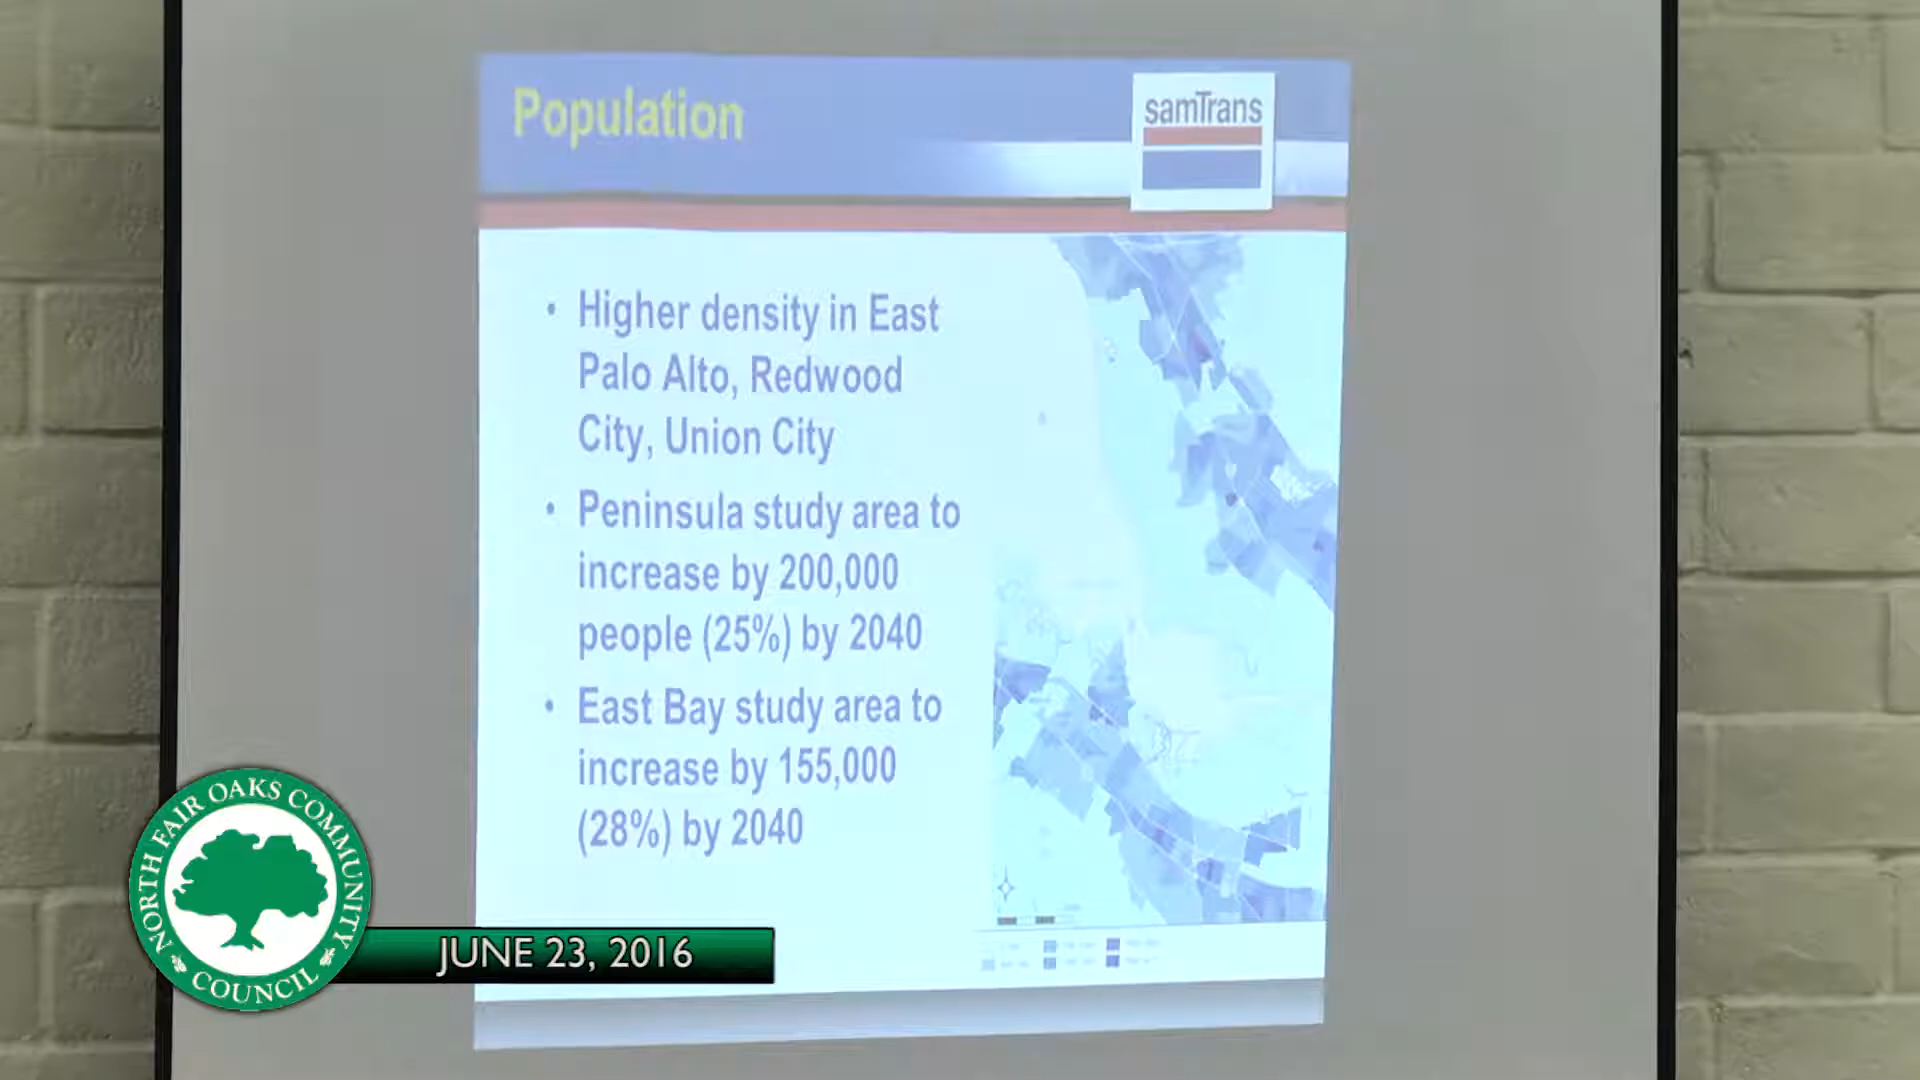 Population
samTrans
• Higher density in East
Palo Alto, Redwood
City, Union City
• Peninsula study area to
increase by 200,000
people (25%) by 2040
• East Bay study area to
increase by 155,000
(28%) by 2040
NORTH FAIR OAKS COMMUNITY
COUNCIL
JUNE 23, 2016